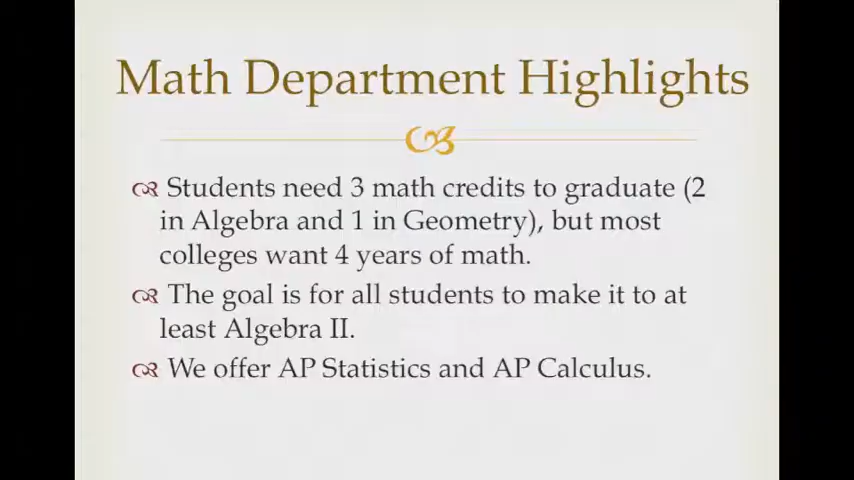 Math Department Highlights
Students need 3 math credits to graduate (2
in Algebra and 1 in Geometry), but most
colleges want 4 years of math.
The goal is for all students to make it to at
least Algebra II.
We offer AP Statistics and AP Calculus.